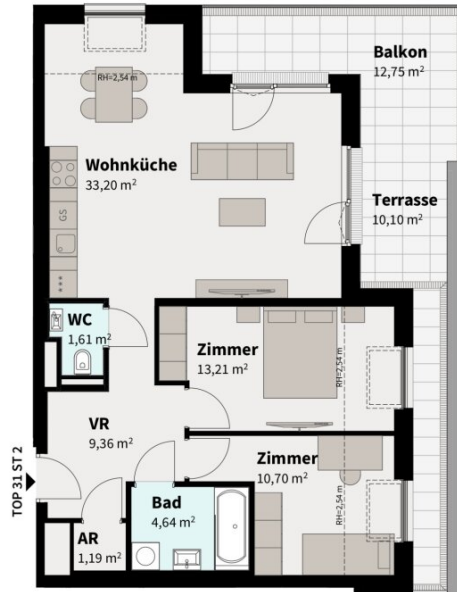 RH=2,54 m
Balkon
12,75 m²
Wohnküche
33,20 m²
GS
Terrasse
10,10 m²
WC
1,61 m²
Zimmer
13,21 m²
RH=2,54 m
VR
9,36 m²
TOP 31 ST 2
Zimmer
10,70 m²
RH=2,54 m
Bad
4,64 m²
AR
1,19 m²